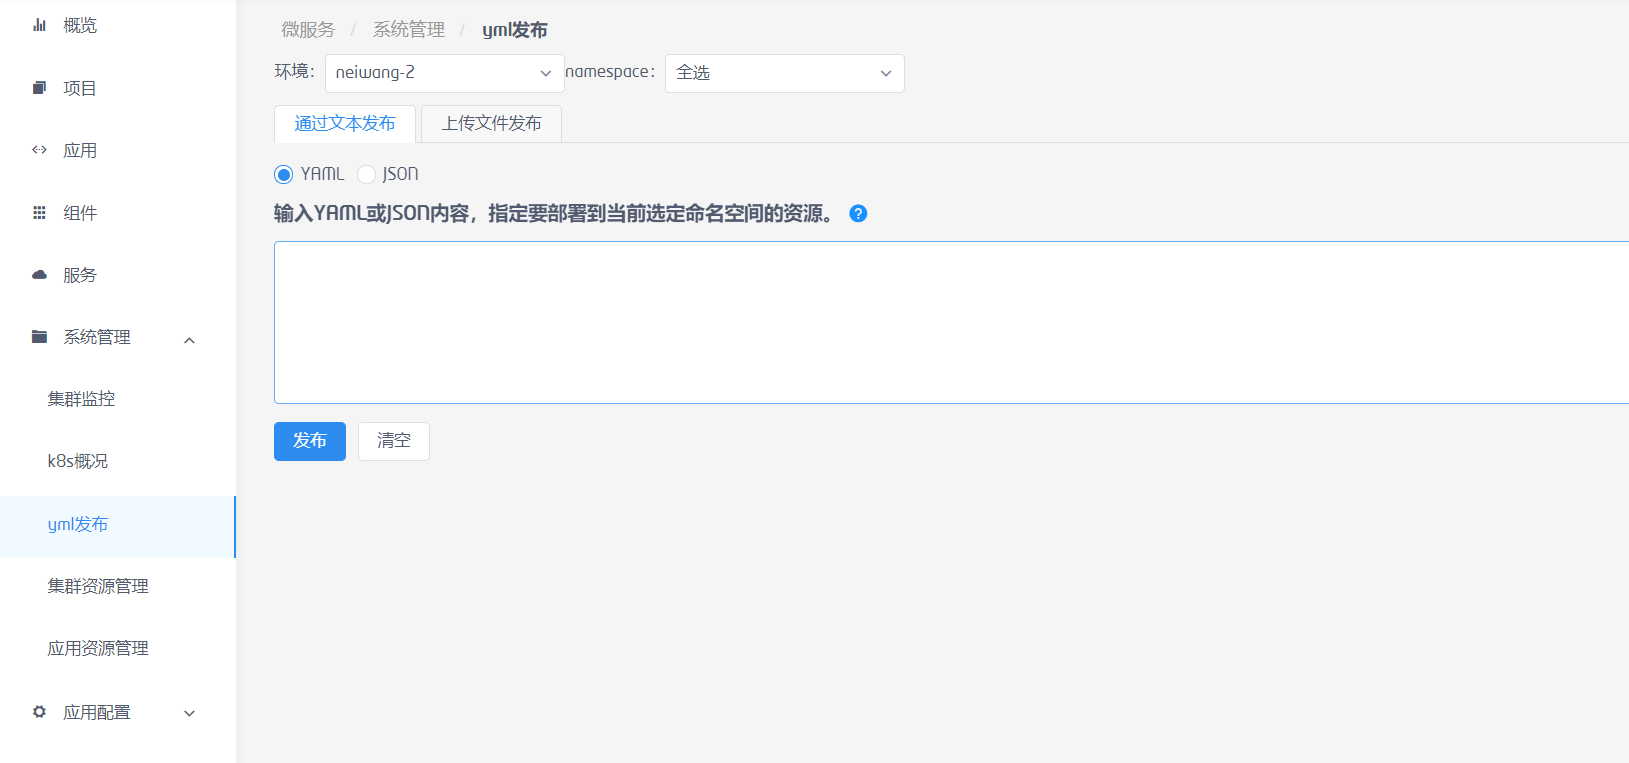 概览
项目
应用
组件
服务
系统管理
集群监控
k8s概况
yml发布
集群资源管理
应用资源管理
应用配置
微服务 / 系统管理 / yml发布
环境： neiwang-2 namespace： 全选
通过文本发布 上传文件发布
YAML JSON
输入YAML或JSON内容，指定要部署到当前选定命名空间的资源。 ?
发布 清空